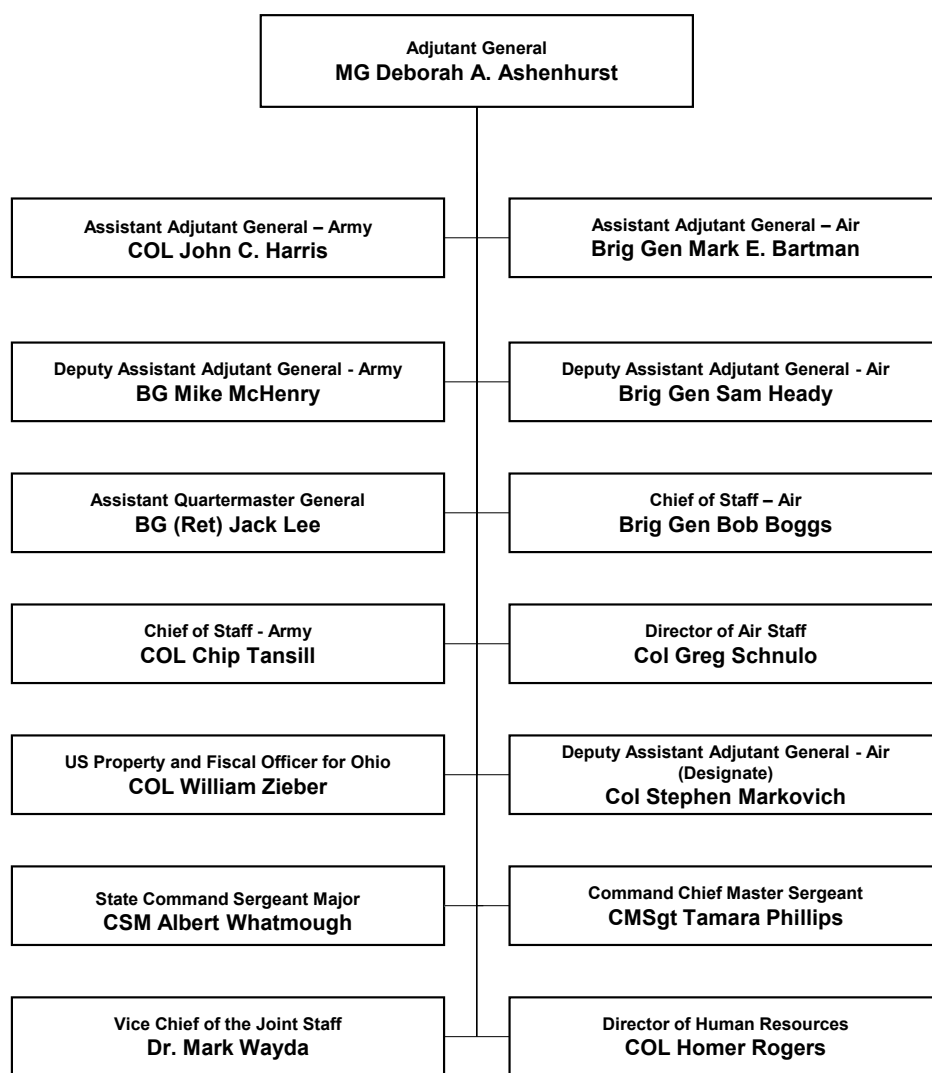 Adjutant General
MG Deborah A. Ashenhurst
Assistant Adjutant General – Army
COL John C. Harris
Assistant Adjutant General – Air
Brig Gen Mark E. Bartman
Deputy Assistant Adjutant General - Army
BG Mike McHenry
Deputy Assistant Adjutant General - Air
Brig Gen Sam Heady
Assistant Quartermaster General
BG (Ret) Jack Lee
Chief of Staff – Air
Brig Gen Bob Boggs
Chief of Staff - Army
COL Chip Tansill
Director of Air Staff
Col Greg Schnulo
US Property and Fiscal Officer for Ohio
COL William Zieber
Deputy Assistant Adjutant General - Air
(Designate)
Col Stephen Markovich
State Command Sergeant Major
CSM Albert Whatmough
Command Chief Master Sergeant
CMSgt Tamara Phillips
Vice Chief of the Joint Staff
Dr. Mark Wayda
Director of Human Resources
COL Homer Rogers